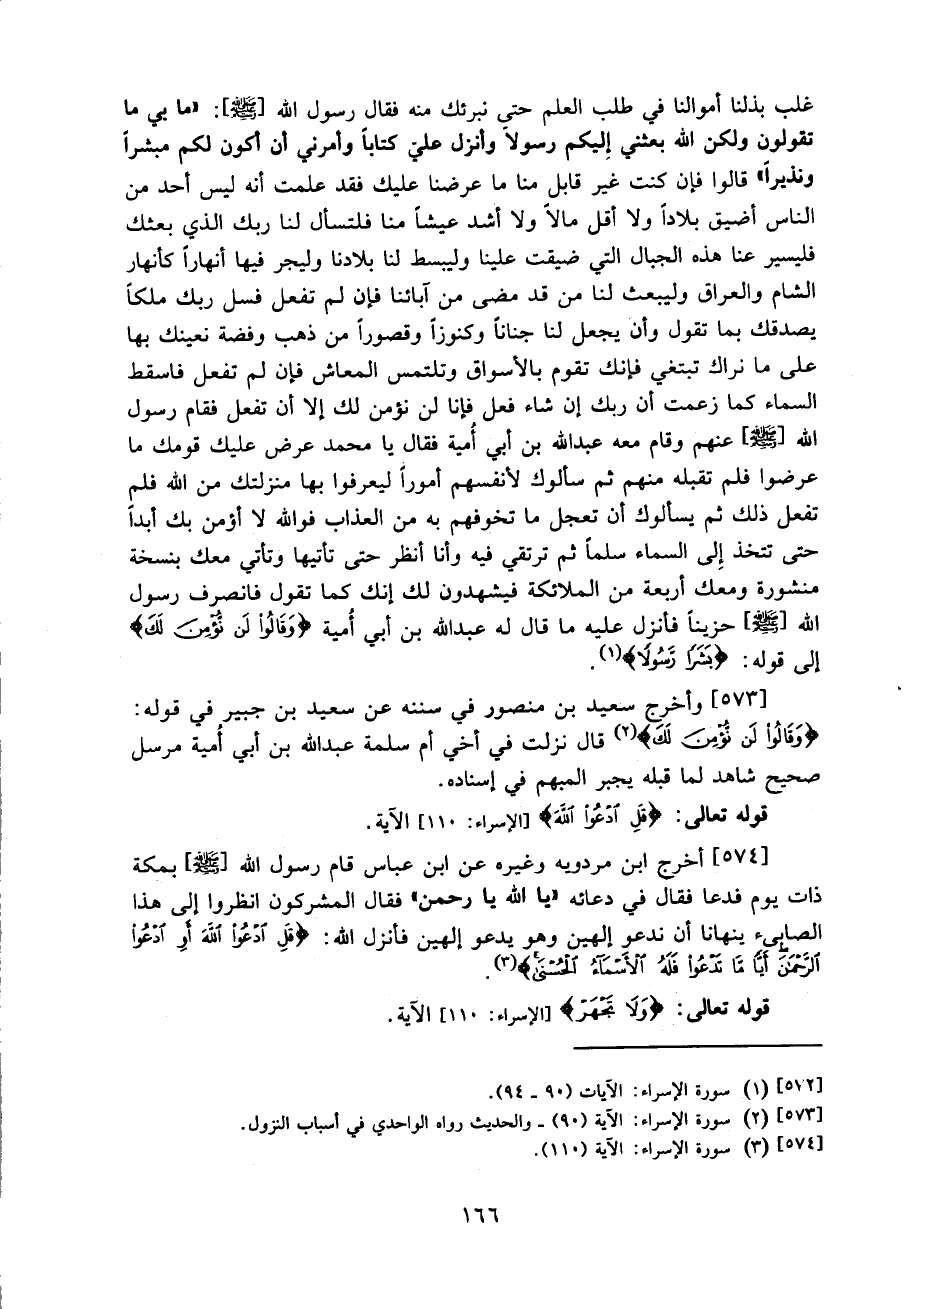 غلب بذلنا أموالنا في طلب العلم حتى نبرئك منه فقال رسول الله [ﷺ]: «ما بي ما
تقولون ولكن الله بعثني إليكم رسولاً وأنزل عليّ كتاباً وأمرني أن أكون لكم مبشراً
ونذيراً» قالوا فإن كنت غير قابل منا ما عرضنا عليك فقد علمت أنه ليس أحد من
الناس أضيق بلاداً ولا أقل مالاً ولا أشد عيشاً منا فلتسأل لنا ربك الذي بعثك
فليسير عنا هذه الجبال التي ضيقت علينا وليبسط لنا بلادنا وليجر فيها أنهاراً كأنهار
الشام والعراق وليبعث لنا من قد مضى من آبائنا فإن لم تفعل فسل ربك ملكاً
يصدقك بما تقول وأن يجعل لنا جناناً وكنوزاً وقصوراً من ذهب وفضة نعينك بها
على ما نراك تبتغي فإنك تقوم بالأسواق وتلتمس المعاش فإن لم تفعل فاسقط
السماء كما زعمت أن ربك إن شاء فعل فإنا لن نؤمن لك إلا أن تفعل فقام رسول
الله [ﷺ] عنهم وقام معه عبدالله بن أبي أُمية فقال يا محمد عرض عليك قومك ما
عرضوا فلم تقبله منهم ثم سألوك لأنفسهم أموراً ليعرفوا بها منزلتك من الله فلم
تفعل ذلك ثم يسألوك أن تعجل ما تخوفهم به من العذاب فوالله لا أؤمن بك أبداً
حتى تتخذ إلى السماء سلماً ثم ترتقي فيه وأنا أنظر حتى تأتيها وتأتي معك بنسخة
منشورة ومعك أربعة من الملائكة فيشهدون لك إنك كما تقول فانصرف رسول
الله [ﷺ] حزيناً فأنزل عليه ما قال له عبدالله بن أبي أُمية ﴿وَقَالُوا۟ لَن نُّؤْمِنَ لَكَ﴾
إلى قوله: ﴿بَشَرًا رَّسُولًا﴾(١).
[٥٧٣] وأخرج سعيد بن منصور في سننه عن سعيد بن جبير في قوله:
﴿وَقَالُوا۟ لَن نُّؤْمِنَ لَكَ﴾(٢) قال نزلت في أخي أم سلمة عبدالله بن أبي أُمية مرسل
صحيح شاهد لما قبله يجبر المبهم في إسناده.
قوله تعالى: ﴿قُلِ ٱدْعُوا۟ ٱللَّهَ﴾ [الإسراء: ١١٠] الآية.
[٥٧٤] أخرج ابن مردويه وغيره عن ابن عباس قام رسول الله [ﷺ] بمكة
ذات يوم فدعا فقال في دعائه «يا الله يا رحمن» فقال المشركون انظروا إلى هذا
الصابىء ينهانا أن ندعو إلهين وهو يدعو إلهين فأنزل الله: ﴿قُلِ ٱدْعُوا۟ ٱللَّهَ أَوِ ٱدْعُوا۟
ٱلرَّحْمَٰنَ أَيًّا مَّا تَدْعُوا۟ فَلَهُ ٱلْأَسْمَآءُ ٱلْحُسْنَىٰ﴾(٣).
قوله تعالى: ﴿وَلَا تَجْهَرْ﴾ [الإسراء: ١١٠] الآية.
[٥٧٢] (١) سورة الإسراء: الآيات (٩٠ ـ ٩٤).
[٥٧٣] (٢) سورة الإسراء: الآية (٩٠) ـ والحديث رواه الواحدي في أسباب النزول.
[٥٧٤] (٣) سورة الإسراء: الآية (١١٠).
١٦٦